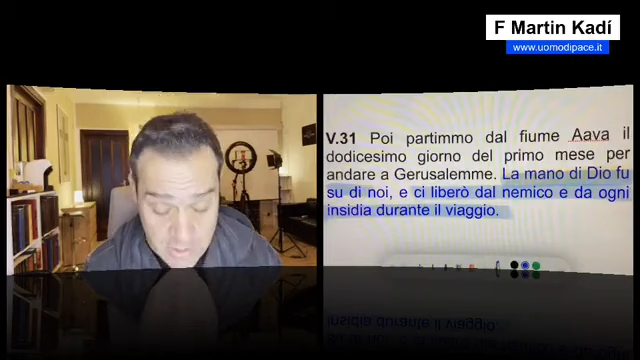 F Martin Kadí
www.uomodipace.it
V.31 Poi partimmo dal fiume Aava il
dodicesimo giorno del primo mese per
andare a Gerusalemme. La mano di Dio fu
su di noi, e ci liberò dal nemico e da ogni
insidia durante il viaggio.